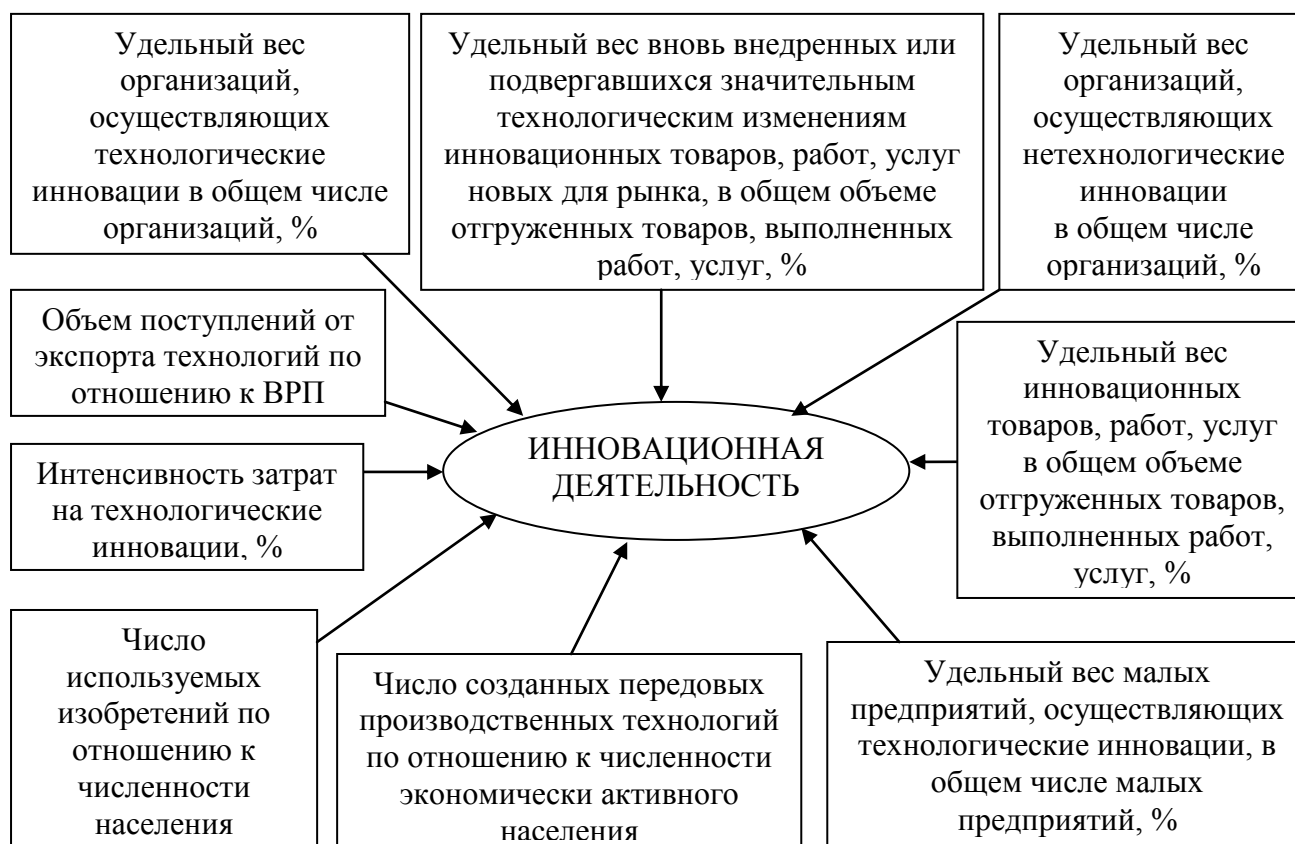 Удельный вес
организаций,
осуществляющих
технологические
инновации в общем числе
организаций, %
Удельный вес вновь внедренных или
подвергавшихся значительным
технологическим изменениям
инновационных товаров, работ, услуг
новых для рынка, в общем объеме
отгруженных товаров, выполненных
работ, услуг, %
Удельный вес
организаций,
осуществляющих
нетехнологические
инновации
в общем числе
организаций, %
Объем поступлений от
экспорта технологий по
отношению к ВРП
Удельный вес
инновационных
товаров, работ, услуг
в общем объеме
отгруженных товаров,
выполненных работ,
услуг, %
ИННОВАЦИОННАЯ
ДЕЯТЕЛЬНОСТЬ
Интенсивность затрат
на технологические
инновации, %
Число
используемых
изобретений по
отношению к
численности
населения
Число созданных передовых
производственных технологий
по отношению к численности
экономически активного
населения
Удельный вес малых
предприятий, осуществляющих
технологические инновации, в
общем числе малых
предприятий, %